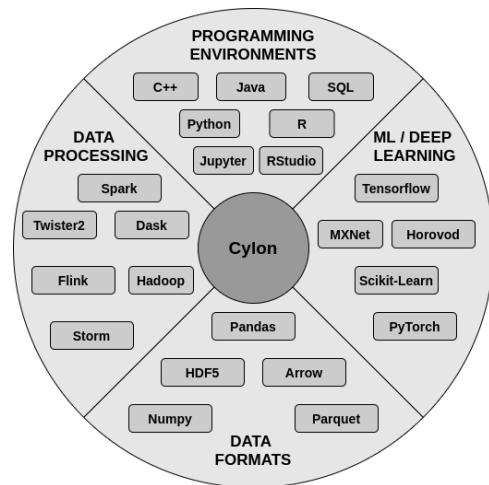 PROGRAMMING
ENVIRONMENTS
C++ Java SQL
Python R
Jupyter RStudio
DATA
PROCESSING
Spark
Twister2 Dask
Flink Hadoop
Storm
Cylon
ML / DEEP
LEARNING
Tensorflow
MXNet Horovod
Scikit-Learn
PyTorch
Pandas
HDF5 Arrow
Numpy Parquet
DATA
FORMATS